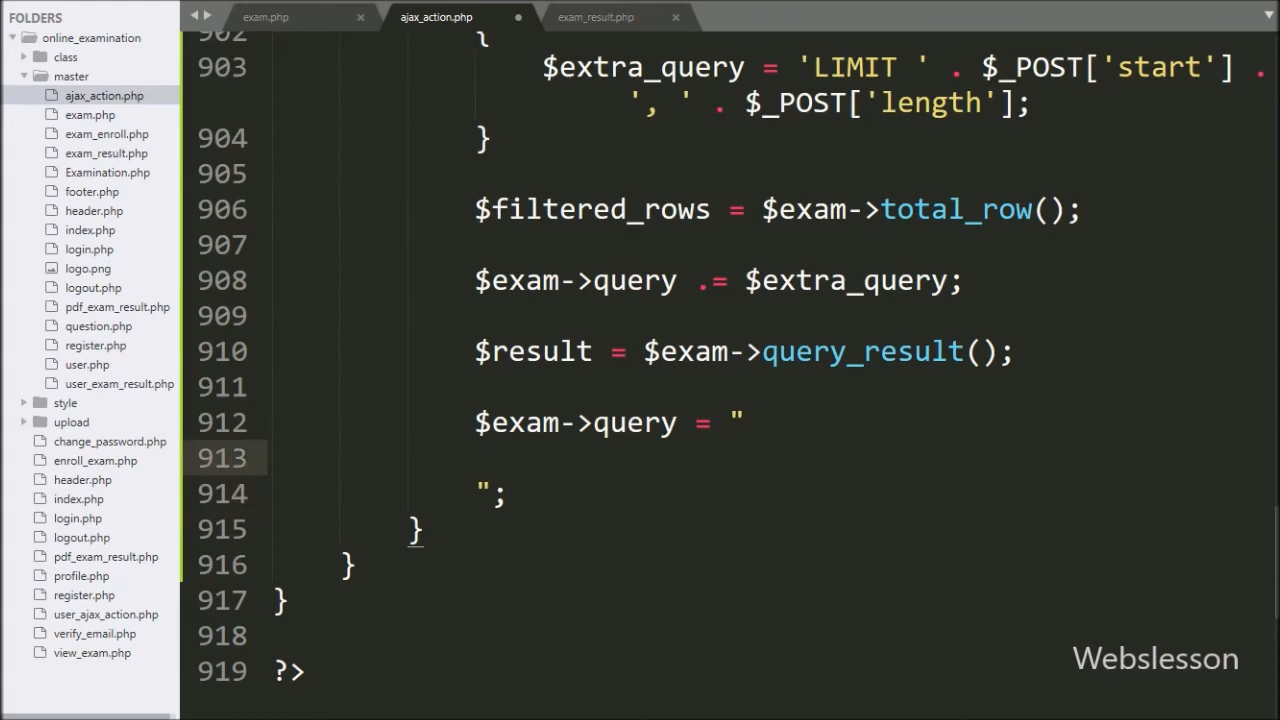 FOLDERS
online_examination
class
master
ajax_action.php
exam.php
exam_enroll.php
exam_result.php
Examination.php
footer.php
header.php
index.php
login.php
logo.png
logout.php
pdf_exam_result.php
question.php
register.php
user.php
user_exam_result.php
style
upload
change_password.php
enroll_exam.php
header.php
index.php
login.php
logout.php
pdf_exam_result.php
profile.php
register.php
user_ajax_action.php
verify_email.php
view_exam.php
exam.php
ajax_action.php
exam_result.php
902 {
903 $extra_query = 'LIMIT ' . $_POST['start'] .
', ' . $_POST['length'];
904 }
905
906 $filtered_rows = $exam->total_row();
907
908 $exam->query .= $extra_query;
909
910 $result = $exam->query_result();
911
912 $exam->query = "
913
914 ";
915 }
916 }
917 }
918
919 ?>
Webslesson